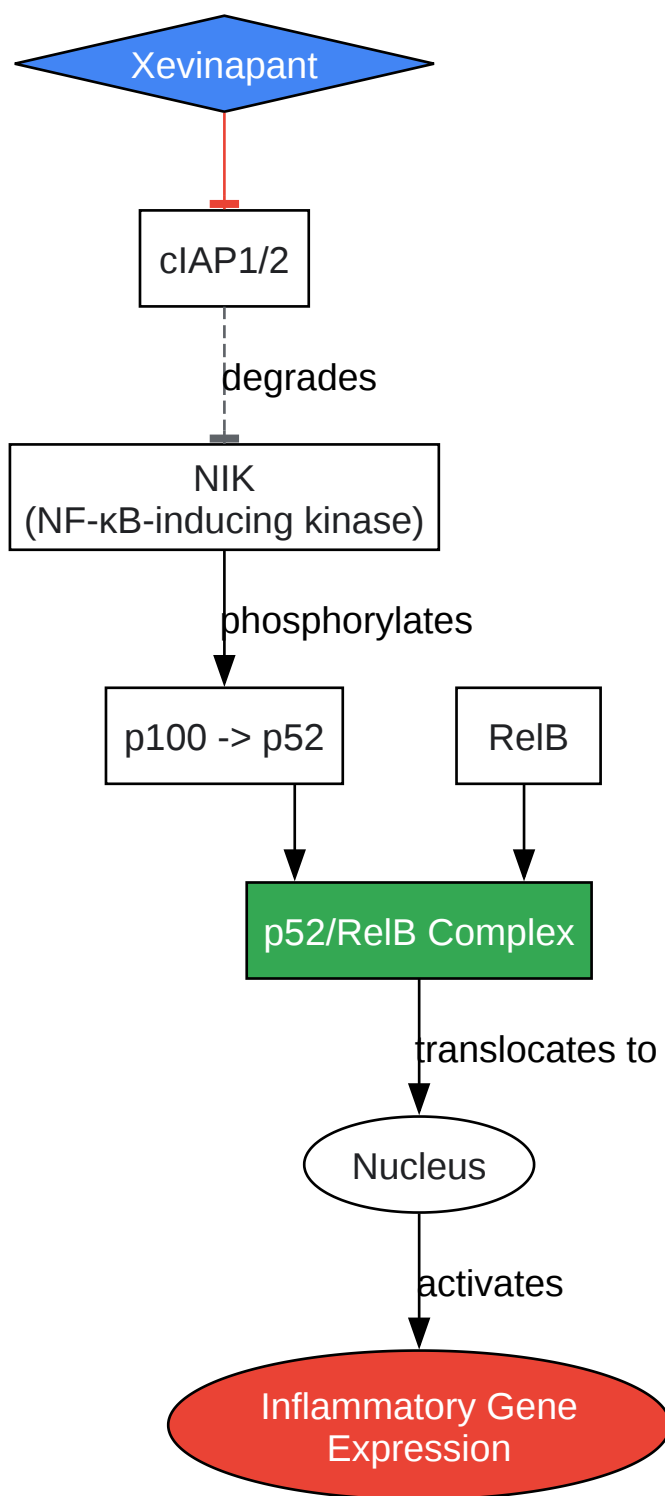 Xevinapant
cIAP1/2
degrades
NIK
(NF-κB-inducing kinase)
phosphorylates
p100 -> p52
RelB
p52/RelB Complex
translocates to
Nucleus
activates
Inflammatory Gene
Expression